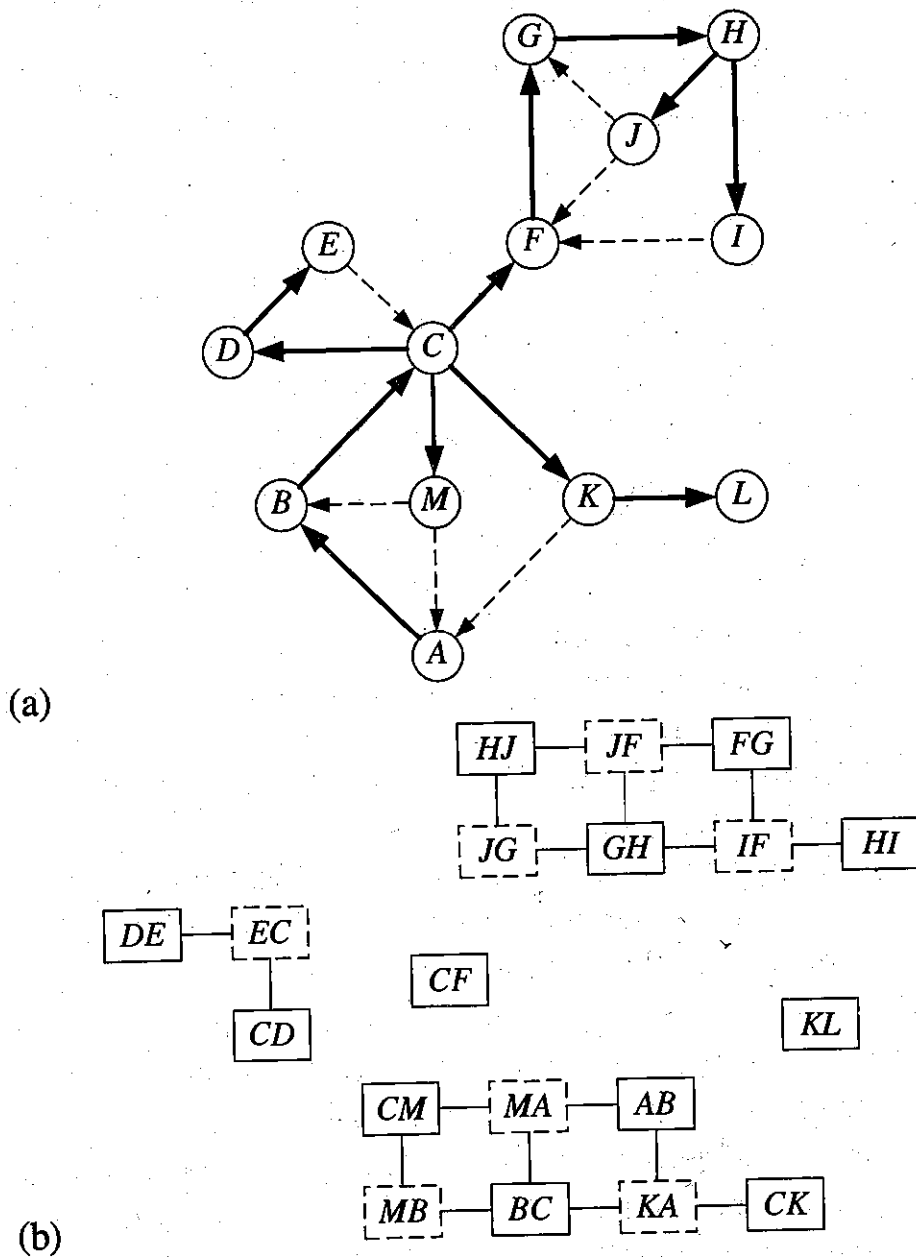 G H
J
E F I
D C
B M K L
A
(a)
HJ JF FG
JG GH IF HI
DE EC
CF
CD KL
CM MA AB
MB BC KA CK
(b)